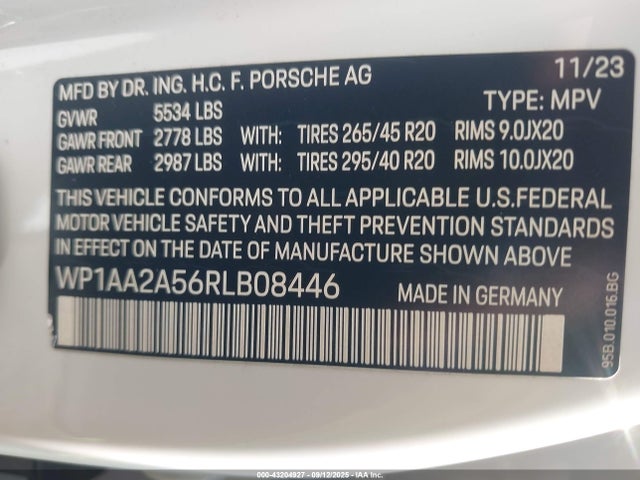 MFD BY DR. ING. H.C. F. PORSCHE AG 11/23
GVWR 5534 LBS TYPE: MPV
GAWR FRONT 2778 LBS WITH: TIRES 265/45 R20 RIMS 9.0JX20
GAWR REAR 2987 LBS WITH: TIRES 295/40 R20 RIMS 10.0JX20
THIS VEHICLE CONFORMS TO ALL APPLICABLE U.S.FEDERAL
MOTOR VEHICLE SAFETY AND THEFT PREVENTION STANDARDS
IN EFFECT ON THE DATE OF MANUFACTURE SHOWN ABOVE.
WP1AA2A56RLB08446 MADE IN GERMANY
95B.010.016.BG
000-43204927 - 09/12/2025 - IAA Inc.